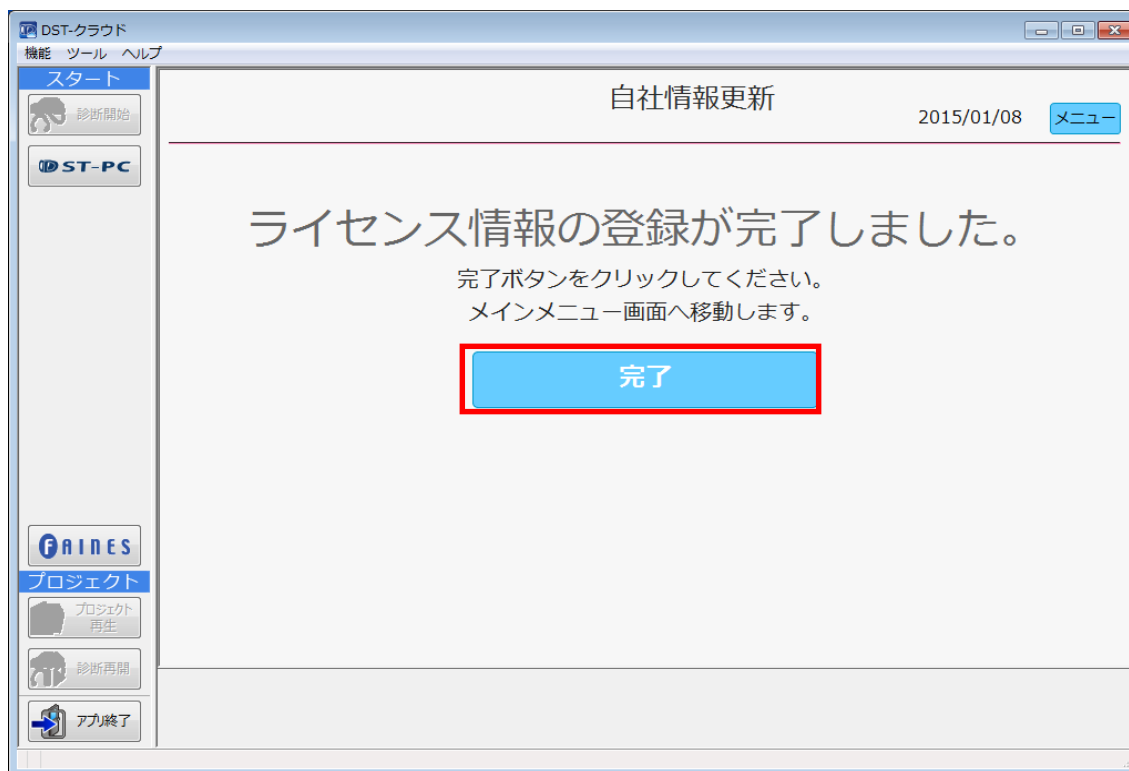 DST-クラウド
機能 ツール ヘルプ
スタート
診断開始
DST-PC
自社情報更新
2015/01/08
メニュー
ライセンス情報の登録が完了しました。
完了ボタンをクリックしてください。
メインメニュー画面へ移動します。
完了
FAINES
プロジェクト
プロジェクト
再生
診断再開
アプリ終了